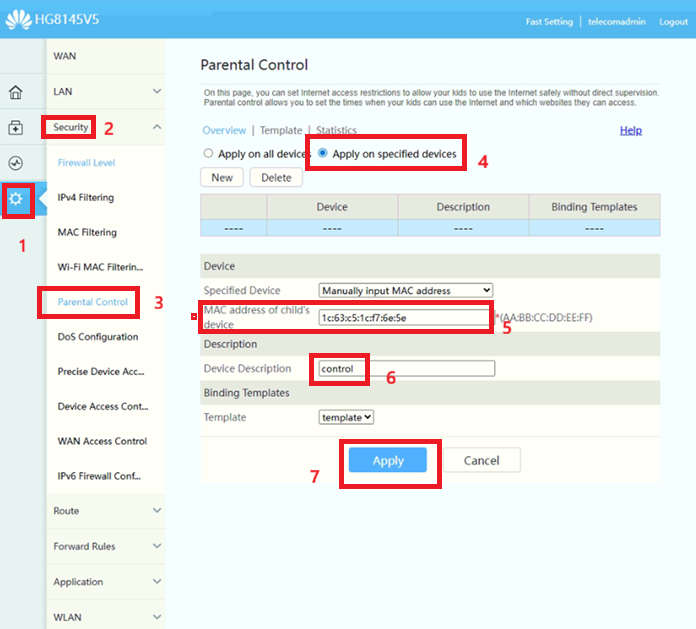 HG8145V5
Fast Setting | telecomadmin Logout
WAN
LAN
Security 2
Firewall Level
1
IPv4 Filtering
MAC Filtering
Wi-Fi MAC Filterin...
Parental Control 3
DoS Configuration
Precise Device Acc...
Device Access Cont...
WAN Access Control
IPv6 Firewall Conf...
Route
Forward Rules
Application
WLAN
Parental Control
On this page, you can set Internet access restrictions to allow your kids to use the Internet safely without direct supervision.
Parental control allows you to set the times when your kids can use the Internet and which websites they can access.
Overview | Template | Statistics Help
Apply on all device Apply on specified devices 4
New Delete
Device Description Binding Templates
---- ---- ---- ----
Device
Specified Device Manually input MAC address
MAC address of child's
device 1c:63:c5:1c:f7:6e:5e *(AA:BB:CC:DD:EE:FF)
5
Description
Device Description control 6
Binding Templates
Template template
Apply Cancel
7